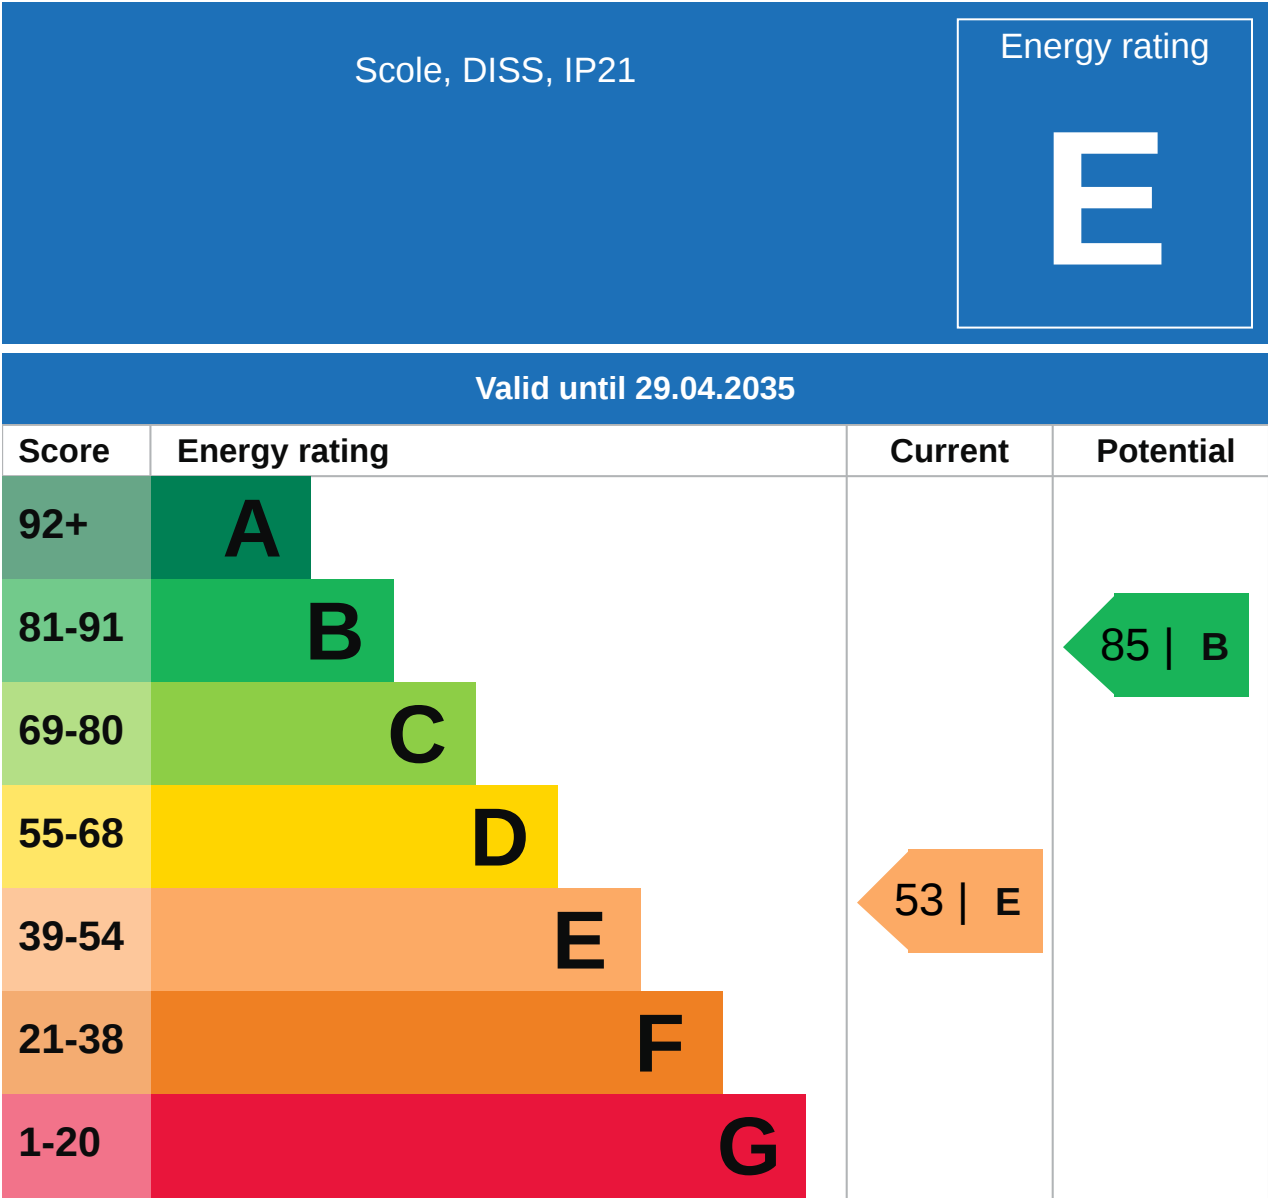 Scole, DISS, IP21
Energy rating
E
Valid until 29.04.2035
Score Energy rating Current Potential
92+ A
81-91 B
85 | B
69-80 C
55-68 D
53 | E
39-54 E
21-38 F
1-20 G